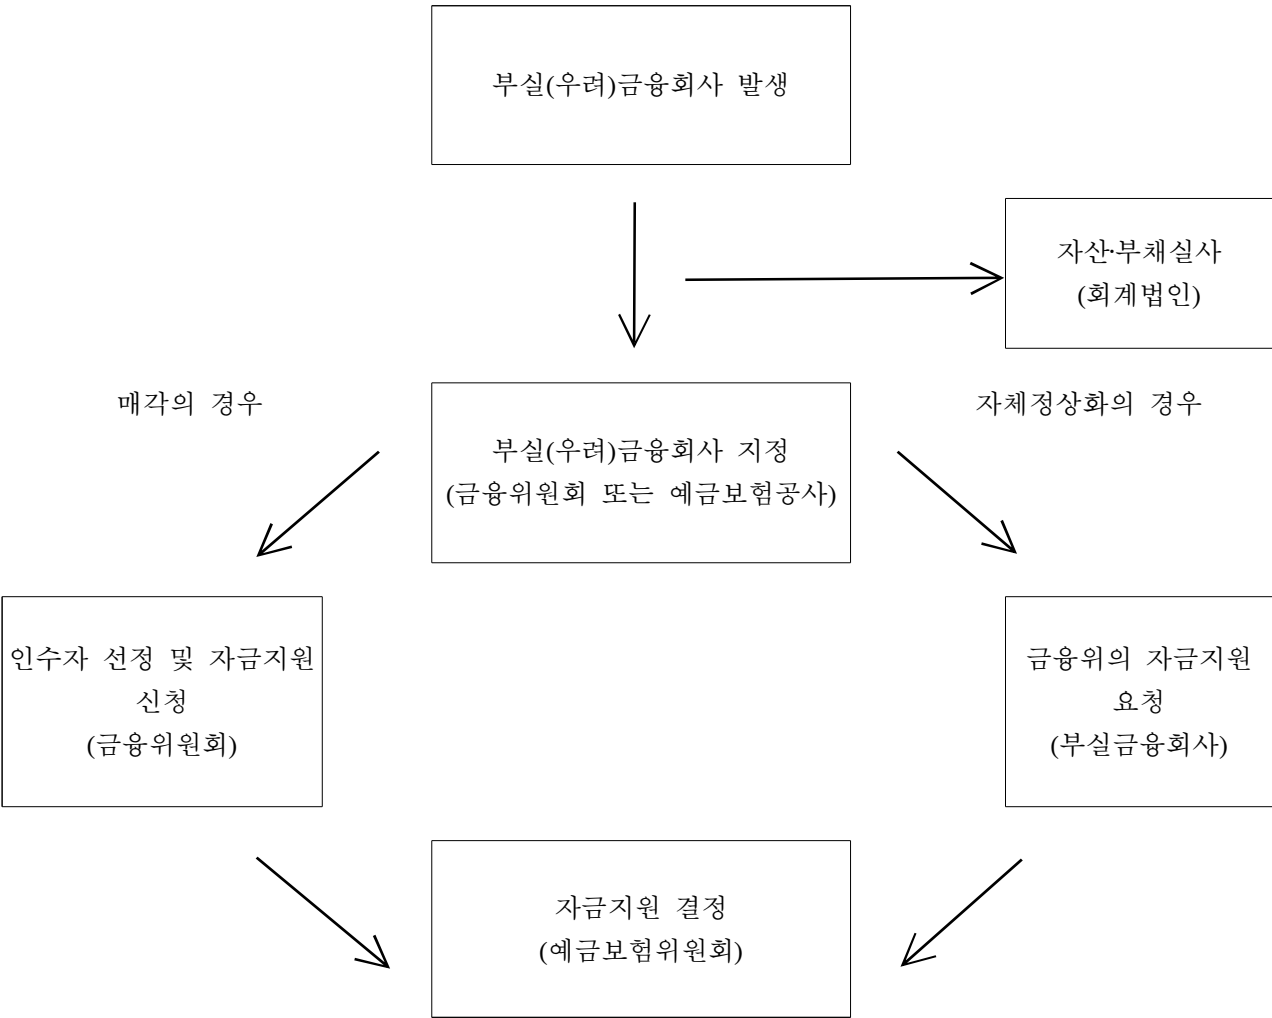 부실(우려)금융회사 발생
자산·부채실사
(회계법인)
매각의 경우
자체정상화의 경우
부실(우려)금융회사 지정
(금융위원회 또는 예금보험공사)
인수자 선정 및 자금지원
신청
(금융위원회)
금융위의 자금지원
요청
(부실금융회사)
자금지원 결정
(예금보험위원회)